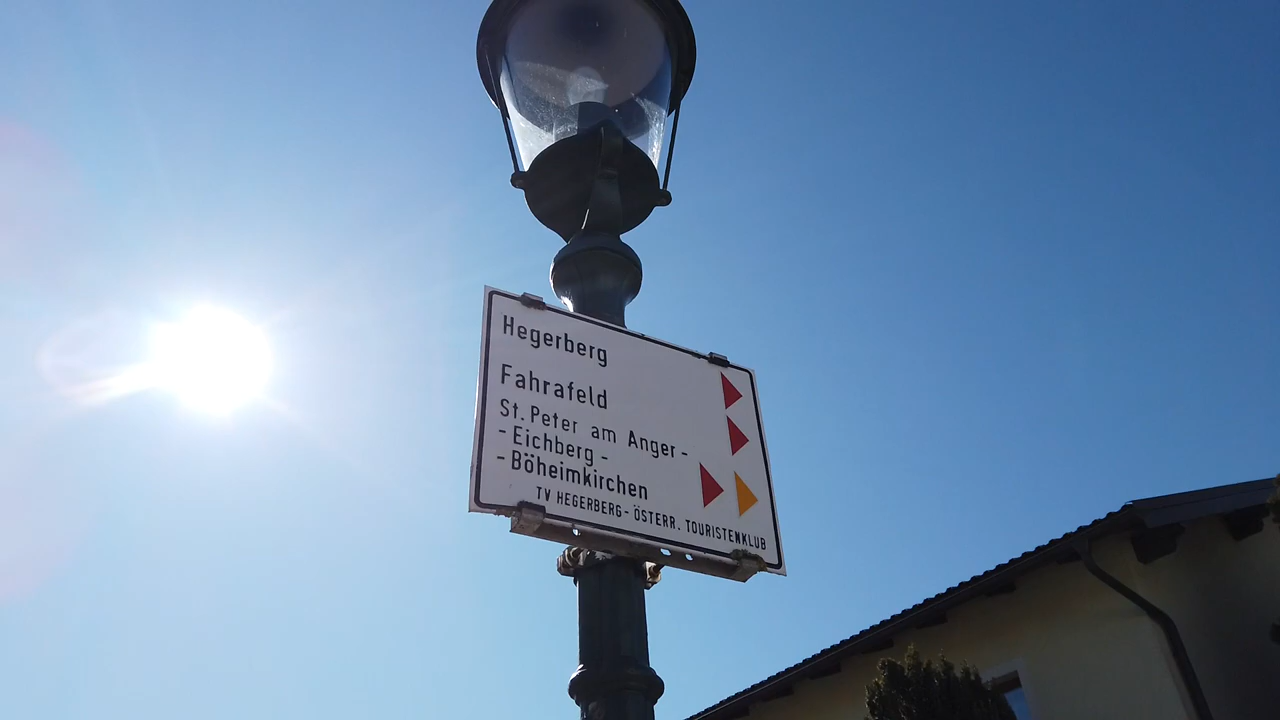 Hegerberg
Fahrafeld
St. Peter am Anger -
- Eichberg -
- Böheimkirchen
TV HEGERBERG - ÖSTERR. TOURISTENKLUB